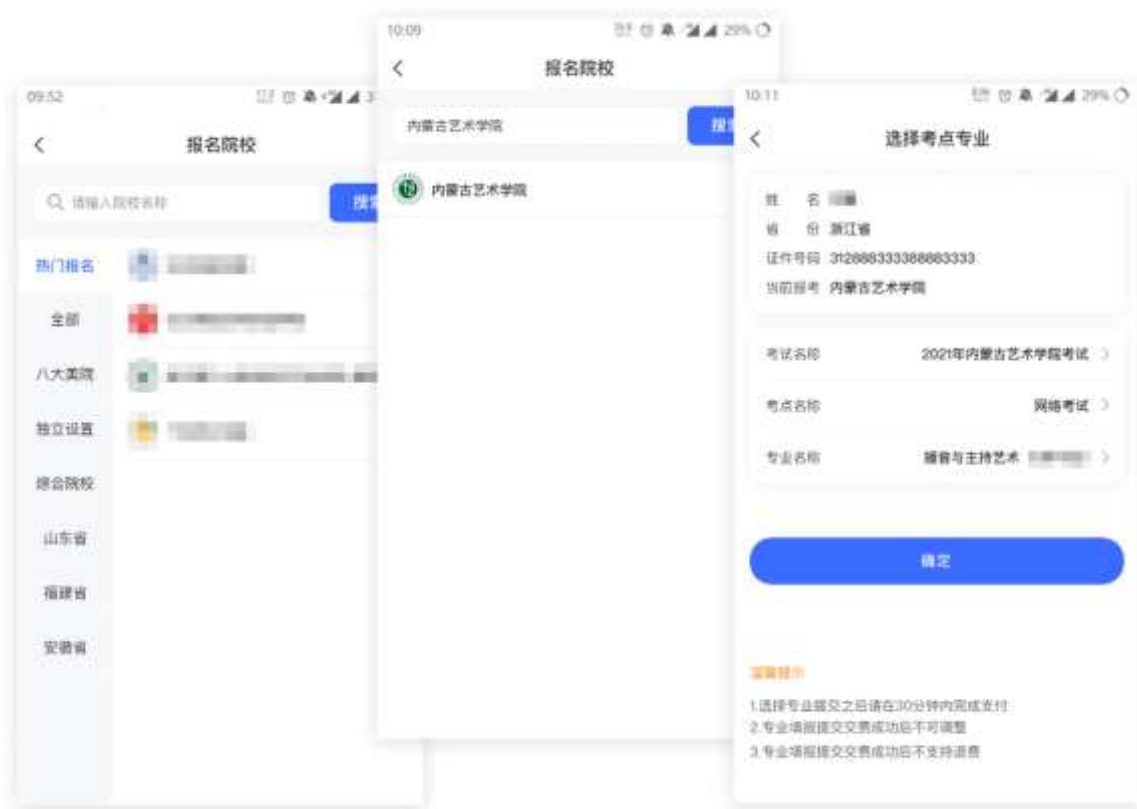 09:52
报名院校
请输入院校名称
热门报名
全部
八大美院
独立设置
综合院校
山东省
福建省
安徽省
10:09
29%
报名院校
内蒙古艺术学院
内蒙古艺术学院
10:11
29%
选择考点专业
姓 名
省 份 浙江省
证件号码 312888333388883333
当前报考 内蒙古艺术学院
考试名称 2021年内蒙古艺术学院考试
考点名称 网络考试
专业名称 播音与主持艺术
确定
温馨提示
1.选择专业提交之后请在30分钟内完成支付
2.专业填报提交交费成功后不可调整
3.专业填报提交交费成功后不支持退费